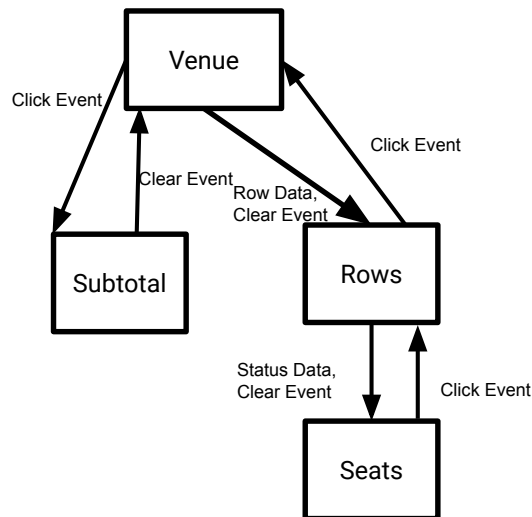 Venue
Click Event
Click Event
Clear Event
Row Data,
Clear Event
Subtotal
Rows
Status Data,
Clear Event
Click Event
Seats